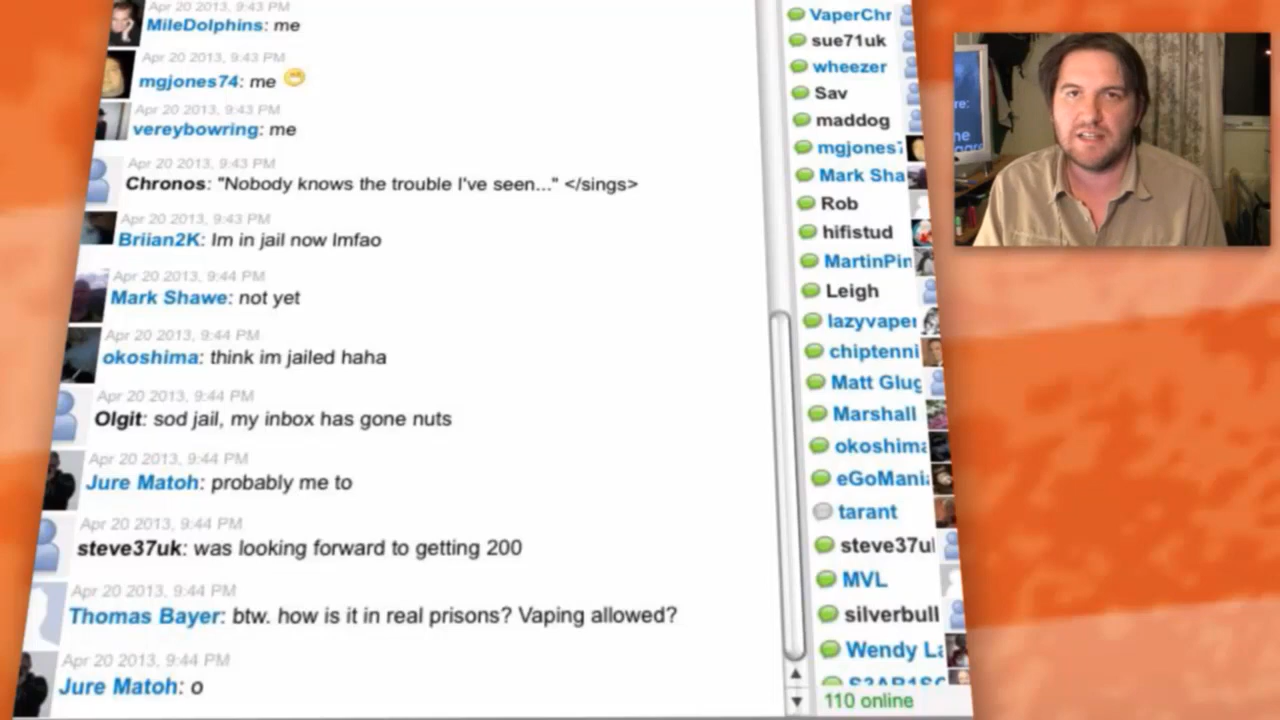 Apr 20 2013, 9:43 PM
MileDolphins: me
Apr 20 2013, 9:43 PM
mgjones74: me
Apr 20 2013, 9:43 PM
vereybowring: me
Apr 20 2013, 9:43 PM
Chronos: "Nobody knows the trouble I've seen..." </sings>
Apr 20 2013, 9:43 PM
Briian2K: Im in jail now lmfao
Apr 20 2013, 9:44 PM
Mark Shawe: not yet
Apr 20 2013, 9:44 PM
okoshima: think im jailed haha
Apr 20 2013, 9:44 PM
Olgit: sod jail, my inbox has gone nuts
Apr 20 2013, 9:44 PM
Jure Matoh: probably me to
Apr 20 2013, 9:44 PM
steve37uk: was looking forward to getting 200
Apr 20 2013, 9:44 PM
Thomas Bayer: btw. how is it in real prisons? Vaping allowed?
Apr 20 2013, 9:44 PM
Jure Matoh: o
VaperChr
sue71uk
wheezer
Sav
maddog
mgjones7
Mark Sha
Rob
hifistud
MartinPin
Leigh
lazyvaper
chiptenni
Matt Glug
Marshall
okoshima
eGoMania
tarant
steve37ul
MVL
silverbull
Wendy La
110 online
re: